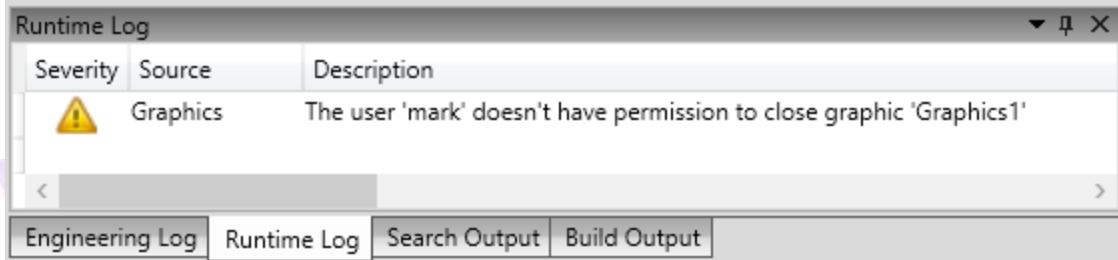 Runtime Log
Severity Source Description
Graphics The user 'mark' doesn't have permission to close graphic 'Graphics1'
Engineering Log Runtime Log Search Output Build Output